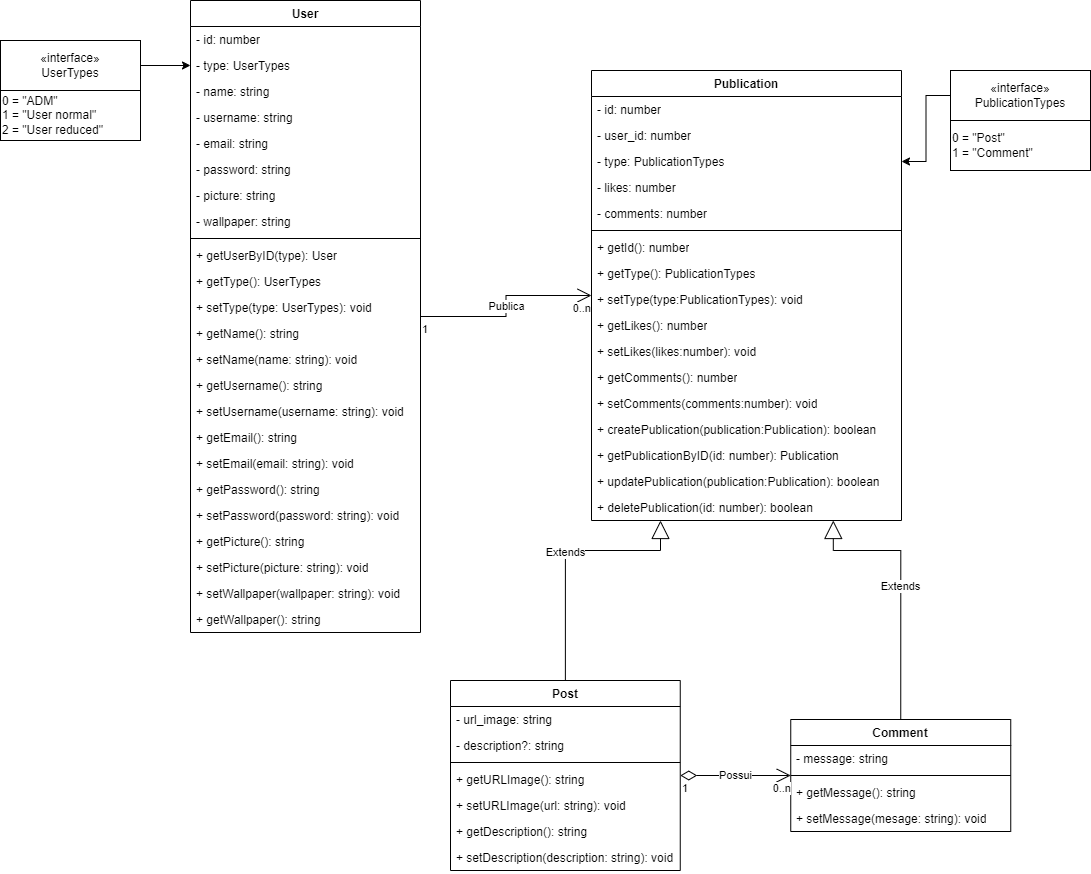 «interface»
UserTypes
0 = "ADM"
1 = "User normal"
2 = "User reduced"
User
- id: number
- type: UserTypes
- name: string
- username: string
- email: string
- password: string
- picture: string
- wallpaper: string
+ getUserByID(type): User
+ getType(): UserTypes
+ setType(type: UserTypes): void
+ getName(): string
+ setName(name: string): void
+ getUsername(): string
+ setUsername(username: string): void
+ getEmail(): string
+ setEmail(email: string): void
+ getPassword(): string
+ setPassword(password: string): void
+ getPicture(): string
+ setPicture(picture: string): void
+ setWallpaper(wallpaper: string): void
+ getWallpaper(): string
1
Publica
0..n
Publication
- id: number
- user_id: number
- type: PublicationTypes
- likes: number
- comments: number
+ getId(): number
+ getType(): PublicationTypes
+ setType(type:PublicationTypes): void
+ getLikes(): number
+ setLikes(likes:number): void
+ getComments(): number
+ setComments(comments:number): void
+ createPublication(publication:Publication): boolean
+ getPublicationByID(id: number): Publication
+ updatePublication(publication:Publication): boolean
+ deletePublication(id: number): boolean
«interface»
PublicationTypes
0 = "Post"
1 = "Comment"
Extends
Extends
Post
- url_image: string
- description?: string
+ getURLImage(): string
+ setURLImage(url: string): void
+ getDescription(): string
+ setDescription(description: string): void
1
Possui
0..n
Comment
- message: string
+ getMessage(): string
+ setMessage(mesage: string): void